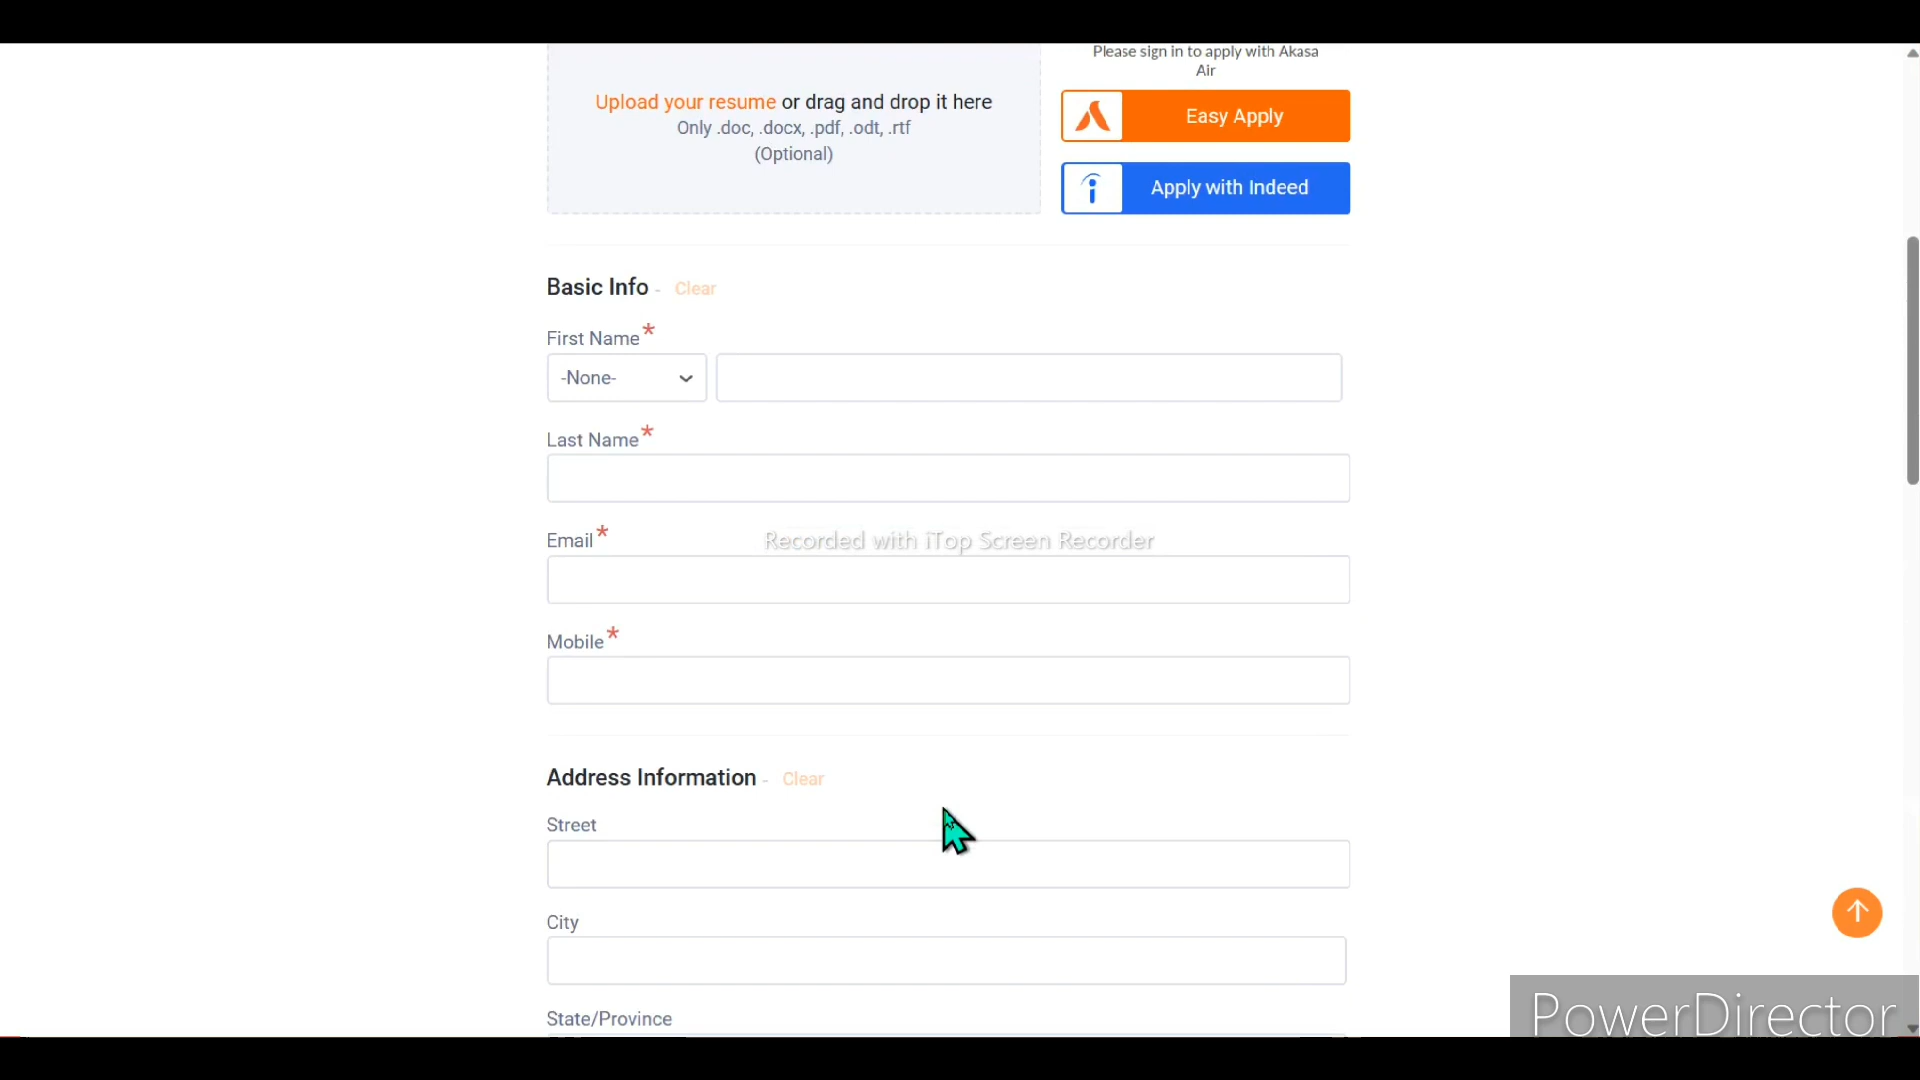 Please sign in to apply with Akasa
Air
Upload your resume or drag and drop it here
Only .doc, .docx, .pdf, .odt, .rtf
(Optional)
Easy Apply
Apply with Indeed
Basic Info - Clear
First Name*
-None-
Last Name*
Email*
Recorded with iTop Screen Recorder
Mobile*
Address Information - Clear
Street
City
State/Province
PowerDirector